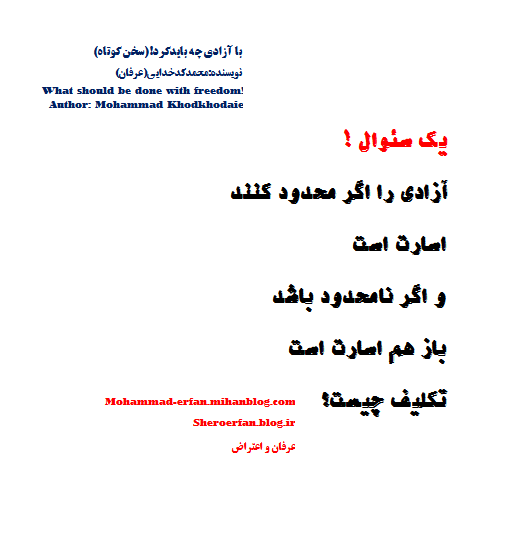 با آزادی چه باید کرد!(سخن کوتاه)
نویسنده:محمدکدخدایی(عرفان)
What should be done with freedom!
Author: Mohammad Khodkhodaie
یک سئوال !
آزادی را اگر محدود کنند
اسارت است
و اگر نامحدود باشد
باز هم اسارت است
تکلیف چیست!
Mohammad-erfan.mihanblog.com
Sheroerfan.blog.ir
عرفان و اعتراض